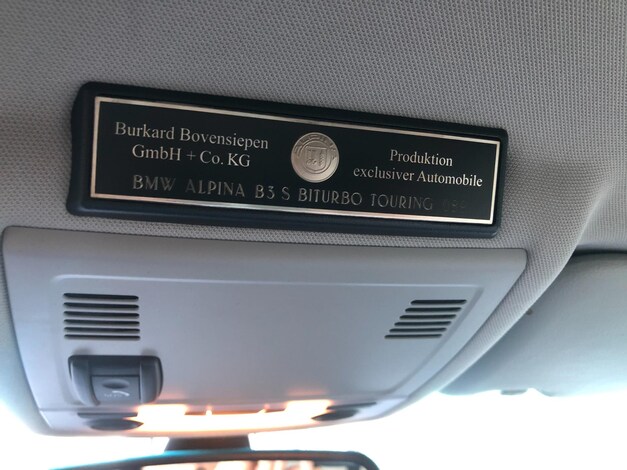 Burkard Bovensiepen
GmbH + Co. KG
Produktion
exclusiver Automobile
BMW ALPINA B3 S BITURBO TOURING